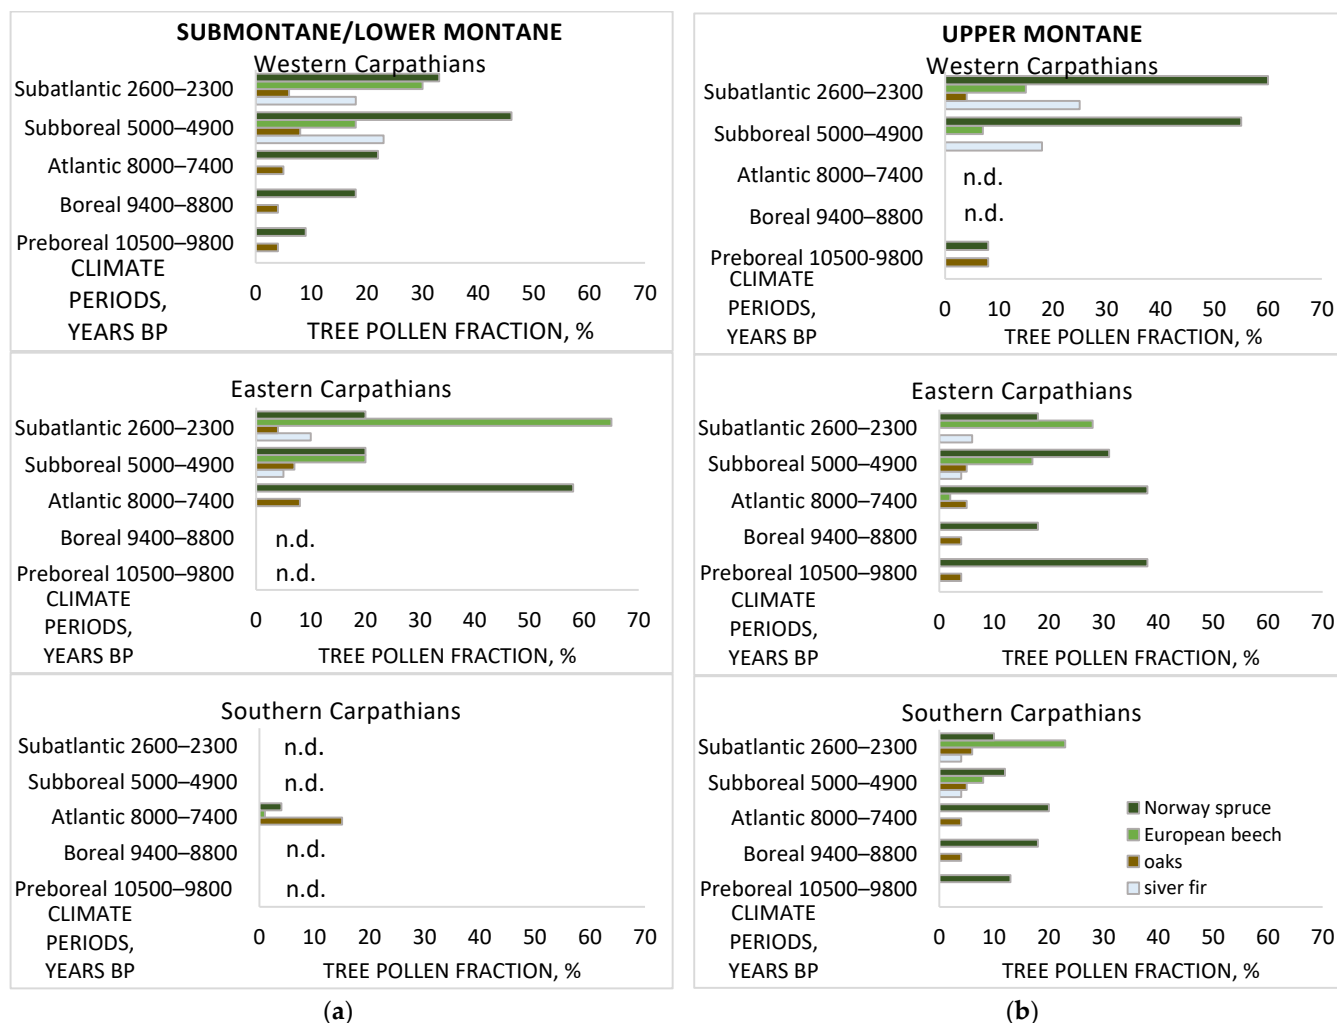 SUBMONTANE/LOWER MONTANE
Western Carpathians
Subatlantic 2600–2300
Subboreal 5000–4900
Atlantic 8000–7400
Boreal 9400–8800
Preboreal 10500–9800
CLIMATE
PERIODS,
YEARS BP
0 10 20 30 40 50 60 70
TREE POLLEN FRACTION, %
Eastern Carpathians
Subatlantic 2600–2300
Subboreal 5000–4900
Atlantic 8000–7400
Boreal 9400–8800 n.d.
Preboreal 10500–9800 n.d.
CLIMATE
PERIODS,
YEARS BP
0 10 20 30 40 50 60 70
TREE POLLEN FRACTION, %
Southern Carpathians
Subatlantic 2600–2300 n.d.
Subboreal 5000–4900 n.d.
Atlantic 8000–7400
Boreal 9400–8800 n.d.
Preboreal 10500–9800 n.d.
CLIMATE
PERIODS,
YEARS BP
0 10 20 30 40 50 60 70
TREE POLLEN FRACTION, %
(a)
UPPER MONTANE
Western Carpathians
Subatlantic 2600–2300
Subboreal 5000–4900
Atlantic 8000–7400 n.d.
Boreal 9400–8800 n.d.
Preboreal 10500-9800
CLIMATE
PERIODS,
YEARS BP
0 10 20 30 40 50 60 70
TREE POLLEN FRACTION, %
Eastern Carpathians
Subatlantic 2600–2300
Subboreal 5000–4900
Atlantic 8000–7400
Boreal 9400–8800
Preboreal 10500–9800
CLIMATE
PERIODS,
YEARS BP
0 10 20 30 40 50 60 70
TREE POLLEN FRACTION, %
Southern Carpathians
Subatlantic 2600–2300
Subboreal 5000–4900
Atlantic 8000–7400
Boreal 9400–8800
Preboreal 10500–9800
CLIMATE
PERIODS,
YEARS BP
0 10 20 30 40 50 60 70
TREE POLLEN FRACTION, %
Norway spruce
European beech
oaks
siver fir
(b)